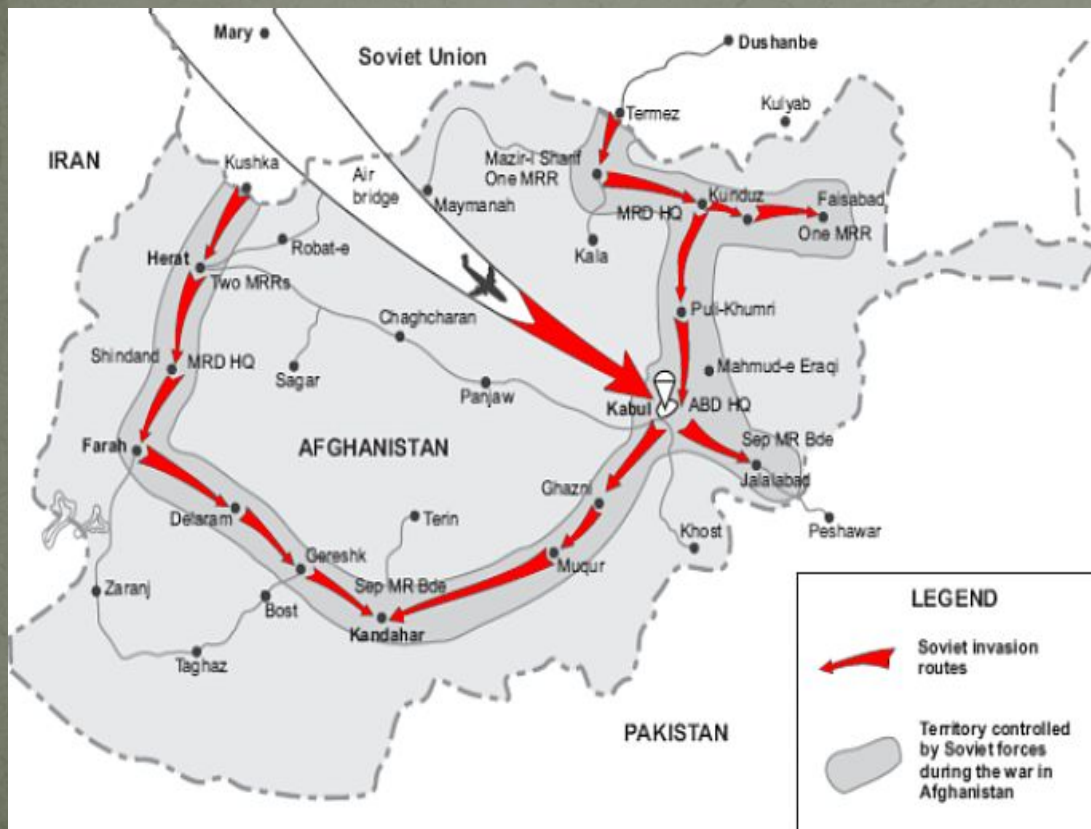 Mary
Soviet Union
Dushanbe
Termez
Kulyab
IRAN
Kushka
Air
bridge
Maymanah
Mazir-i Sharif
One MRR
MRD HQ
Kunduz
Faisabad
One MRR
Kala
Robat-e
Herat
Two MRRs
Chaghcharan
Puli-Khumri
Shindand
MRD HQ
Sagar
Panjaw
Mahmud-e Eraqi
Kabul
ABD HQ
Farah
AFGHANISTAN
Sep MR Bde
Jalalabad
Ghazni
Delaram
Terin
Khost
Peshawar
Gereshk
Muqur
Zaranj
Bost
Sep MR Bde
Kandahar
Taghaz
PAKISTAN
LEGEND
Soviet invasion
routes
Territory controlled
by Soviet forces
during the war in
Afghanistan